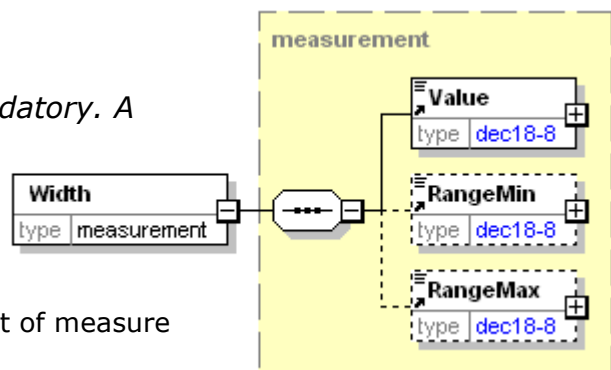 measurement
datory. A
Value
type dec18-8
Width
type measurement
RangeMin
type dec18-8
RangeMax
type dec18-8
t of measure